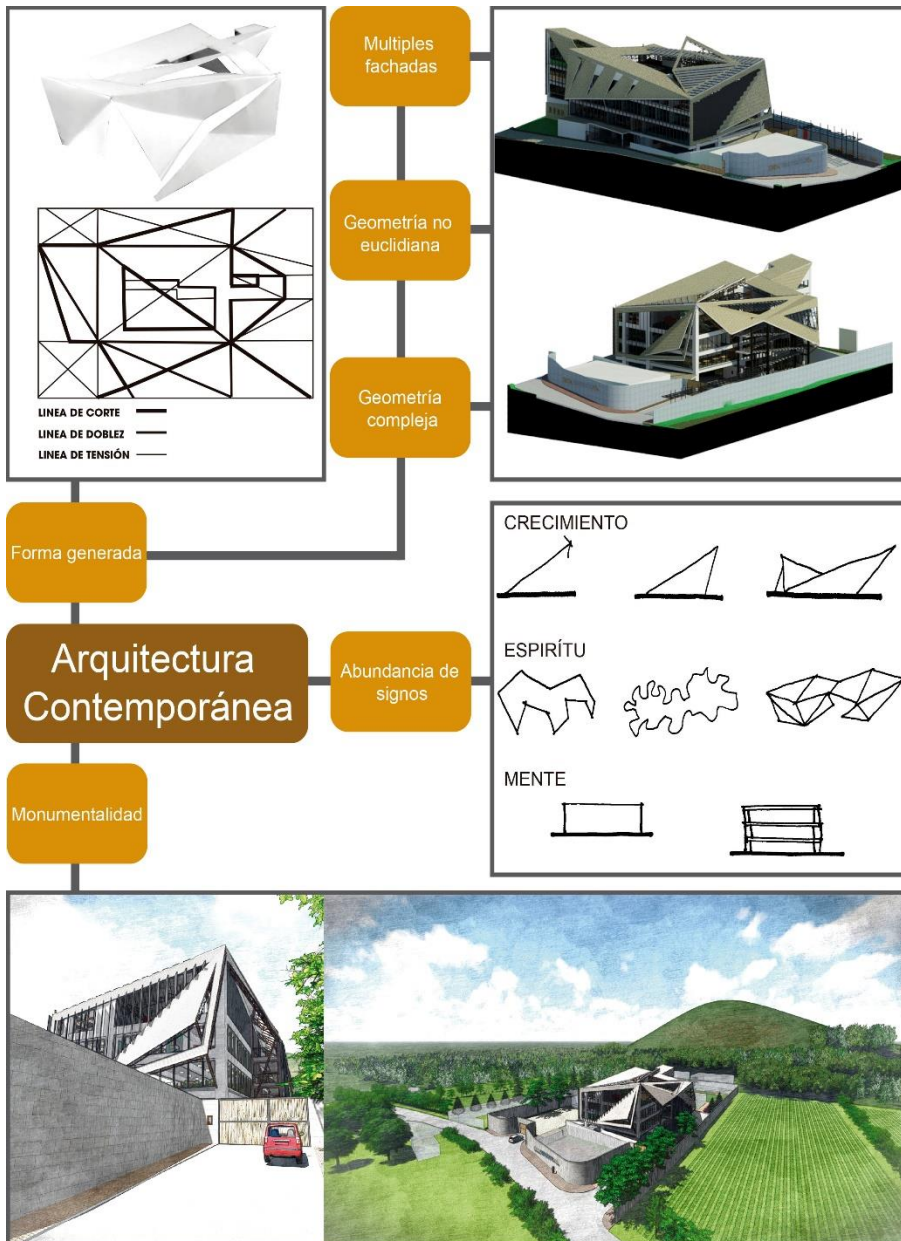 Multiples
fachadas
Geometría no
euclidiana
Geometría
compleja
LINEA DE CORTE
LINEA DE DOBLEZ
LINEA DE TENSIÓN
Forma generada
Arquitectura
Contemporánea
Abundancia de
signos
Monumentalidad
CRECIMIENTO
ESPIRÍTU
MENTE